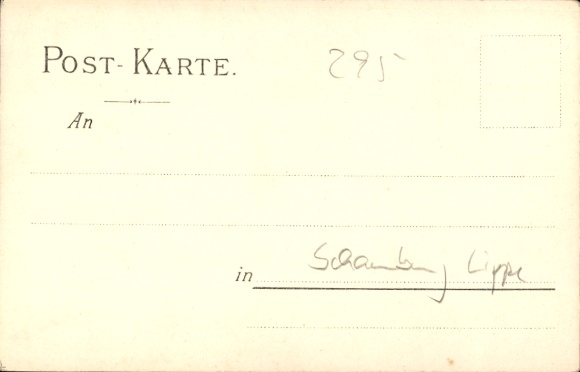 POST-KARTE.
295
An
in Schaumburg Lippe